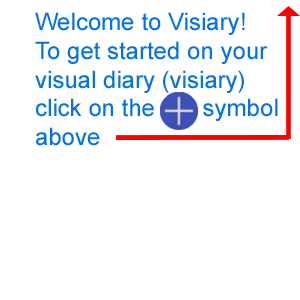 Welcome to Visiary!
To get started on your
visual diary (visiary)
click on the symbol
above